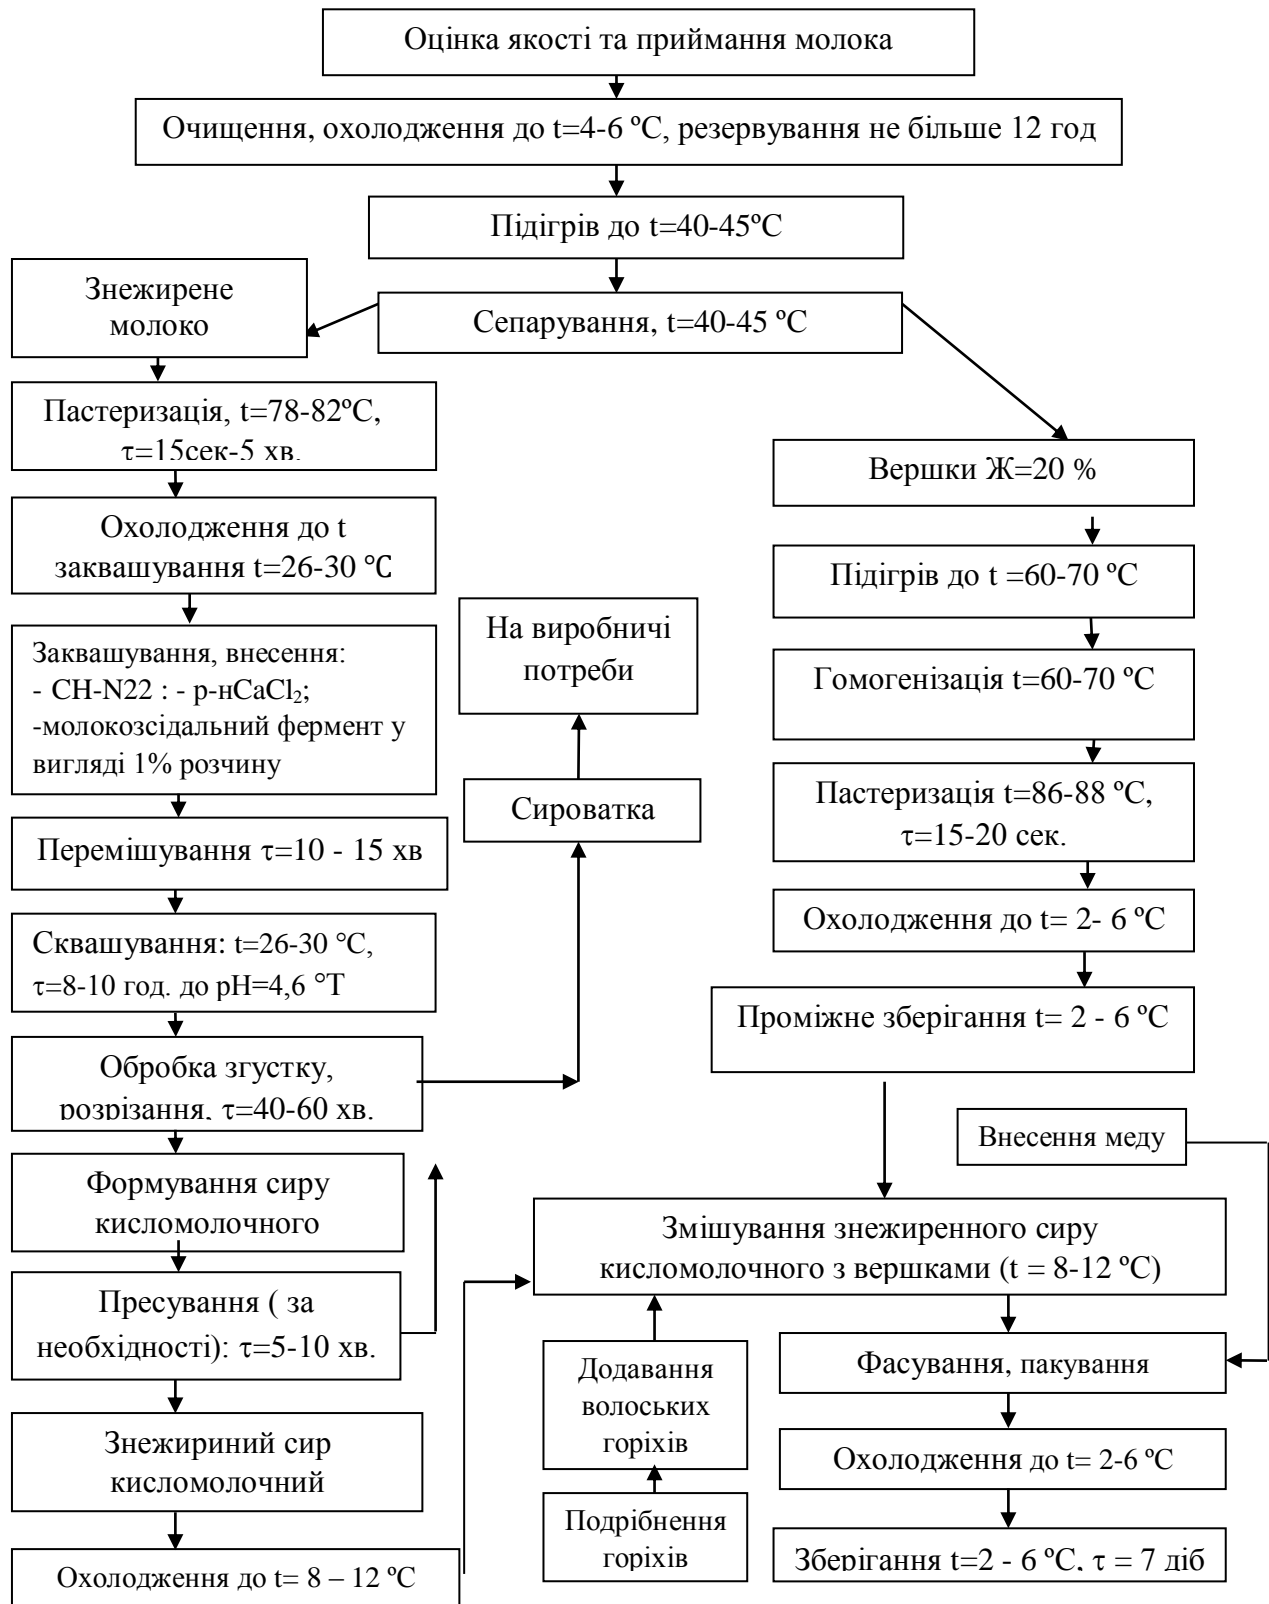 Оцінка якості та приймання молока
Очищення, охолодження до t=4-6 ºС, резервування не більше 12 год
Підігрів до t=40-45ºС
Сепарування, t=40-45 ºС
Знежирене
молоко
Пастеризація, t=78-82ºС,
τ=15сек-5 хв.
Охолодження до t
заквашування t=26-30 °С
Заквашування, внесення:
- CH-N22 : - р-нCaCl₂;
-молокозсідальний фермент у
вигляді 1% розчину
Перемішування τ=10 - 15 хв
Сквашування: t=26-30 °С,
τ=8-10 год. до рН=4,6 °Т
Обробка згустку,
розрізання, τ=40-60 хв.
Формування сиру
кисломолочного
Пресування ( за
необхідності): τ=5-10 хв.
Знежириний сир
кисломолочний
Охолодження до t= 8 – 12 ºС
На виробничі
потреби
Сироватка
Вершки Ж=20 %
Підігрів до t =60-70 ºС
Гомогенізація t=60-70 ºС
Пастеризація t=86-88 ºС,
τ=15-20 сек.
Охолодження до t= 2- 6 ºС
Проміжне зберігання t= 2 - 6 ºС
Внесення меду
Змішування знежиренного сиру
кисломолочного з вершками (t = 8-12 ºС)
Додавання
волоських
горіхів
Подрібнення
горіхів
Фасування, пакування
Охолодження до t= 2-6 ºС
Зберігання t=2 - 6 ºС, τ = 7 діб